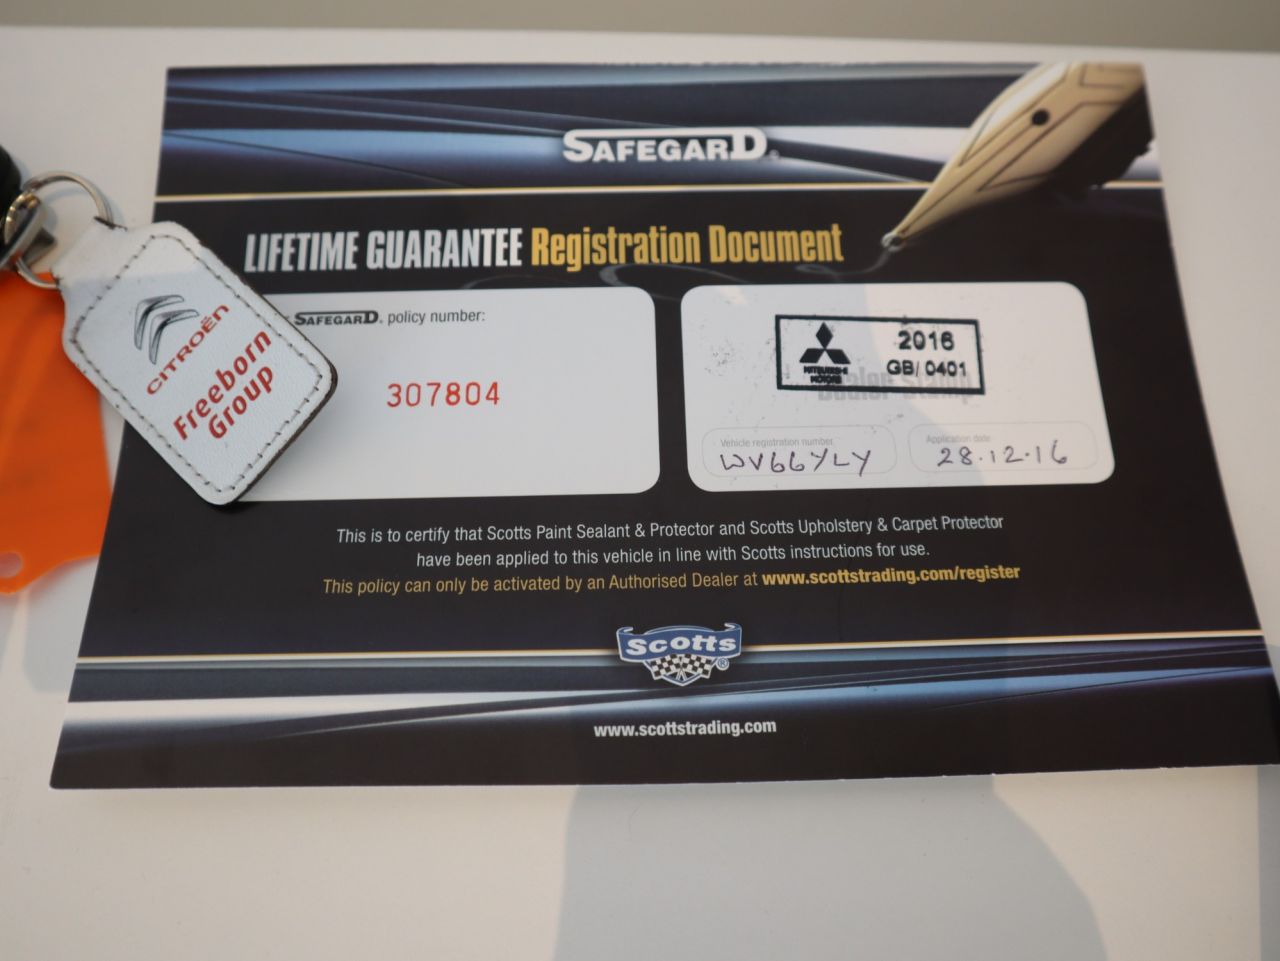 SAFEGARD®
LIFETIME GUARANTEE Registration Document
SAFEGARD. policy number:
307804
MITSUBISHI
MOTORS
2016
GB/0401
Dealer Stamp
Vehicle registration number
WV66YLY
Application date
28.12.16
This is to certify that Scotts Paint Sealant & Protector and Scotts Upholstery & Carpet Protector
have been applied to this vehicle in line with Scotts instructions for use.
This policy can only be activated by an Authorised Dealer at www.scottstrading.com/register
Scotts®
www.scottstrading.com
CITROËN
Freeborn
Group